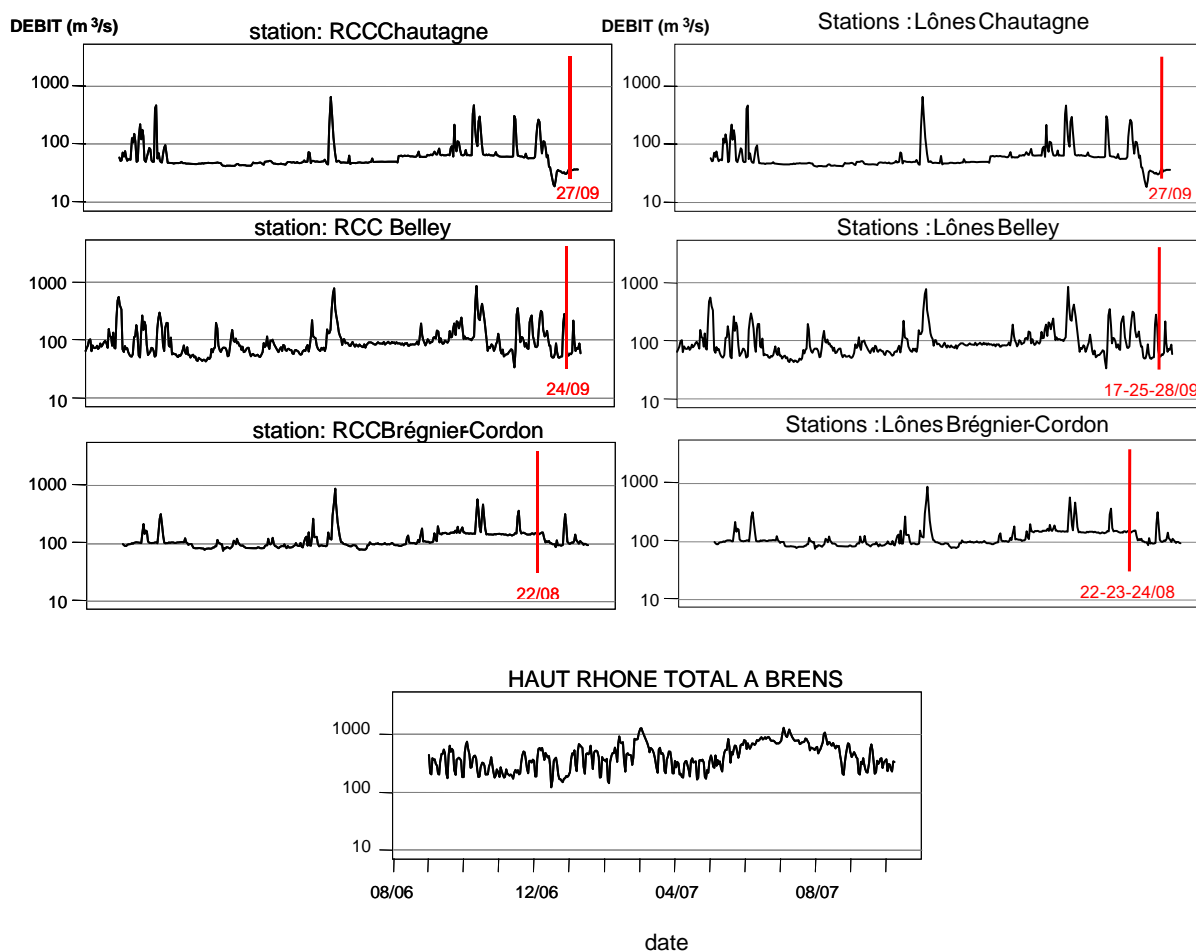 DEBIT (m³/s)
station: RCCChautagne
DEBIT (m³/s)
Stations :Lônes Chautagne
1000
100
10
27/09
1000
100
10
27/09
station: RCC Belley
Stations :Lônes Belley
1000
100
10
24/09
1000
100
10
17-25-28/09
station: RCCBrégnier-Cordon
Stations :Lônes Brégnier-Cordon
1000
100
10
22/08
1000
100
10
22-23-24/08
HAUT RHONE TOTAL A BRENS
1000
100
10
08/06 12/06 04/07 08/07
date